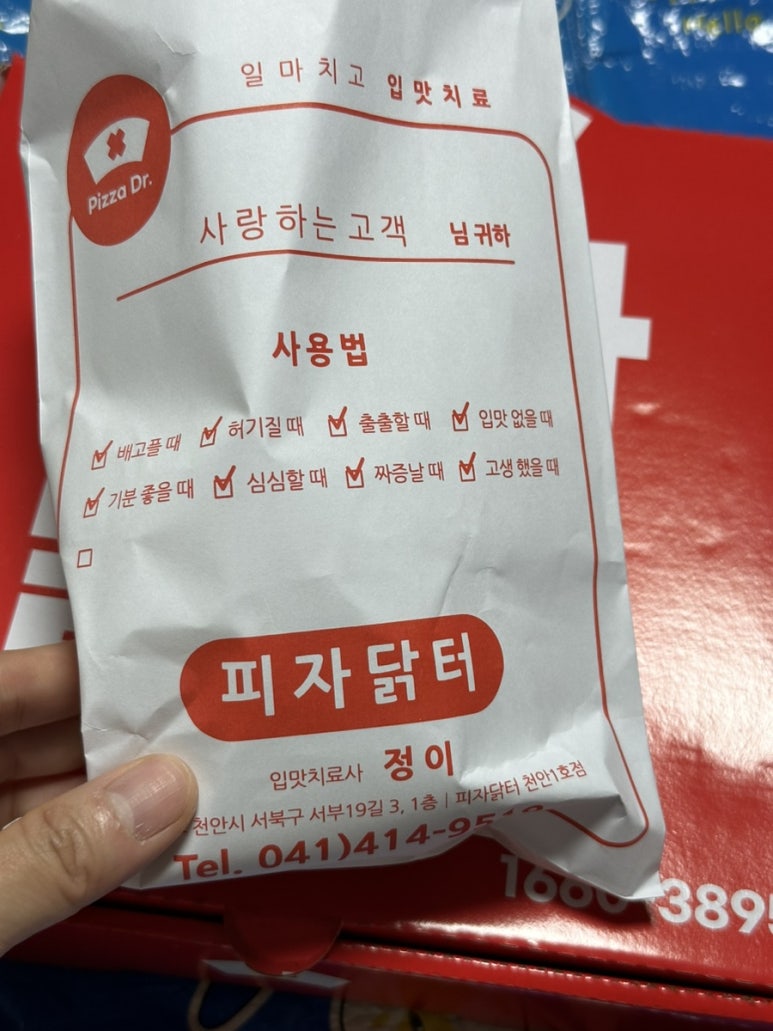 일 마 치 고 입 맛 치 료
Pizza Dr.
사 랑 하 는 고 객 님 귀하
사 용 법
배고플 때 허기질 때 출출할 때 입맛 없을 때
기분 좋을 때 심심할 때 짜증날 때 고생 했을 때
피자닭터
입맛치료사 정이
천안시 서북구 서부19길 3, 1층 | 피자닭터 천안1호점
Tel. 041)414-
Hello